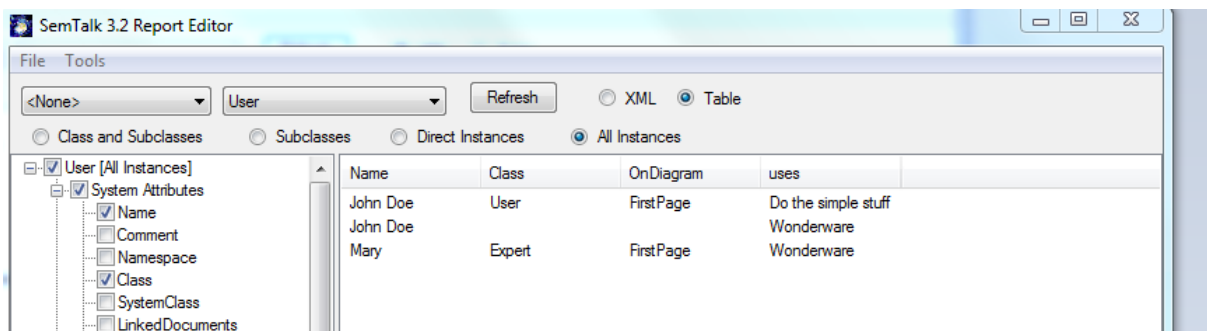 SemTalk 3.2 Report Editor
File Tools
<None> User Refresh XML Table
Class and Subclasses Subclasses Direct Instances All Instances
User [All Instances]
System Attributes
Name
Comment
Namespace
Class
SystemClass
LinkedDocuments
Name Class OnDiagram uses
John Doe User FirstPage Do the simple stuff
John Doe Wonderware
Mary Expert FirstPage Wonderware